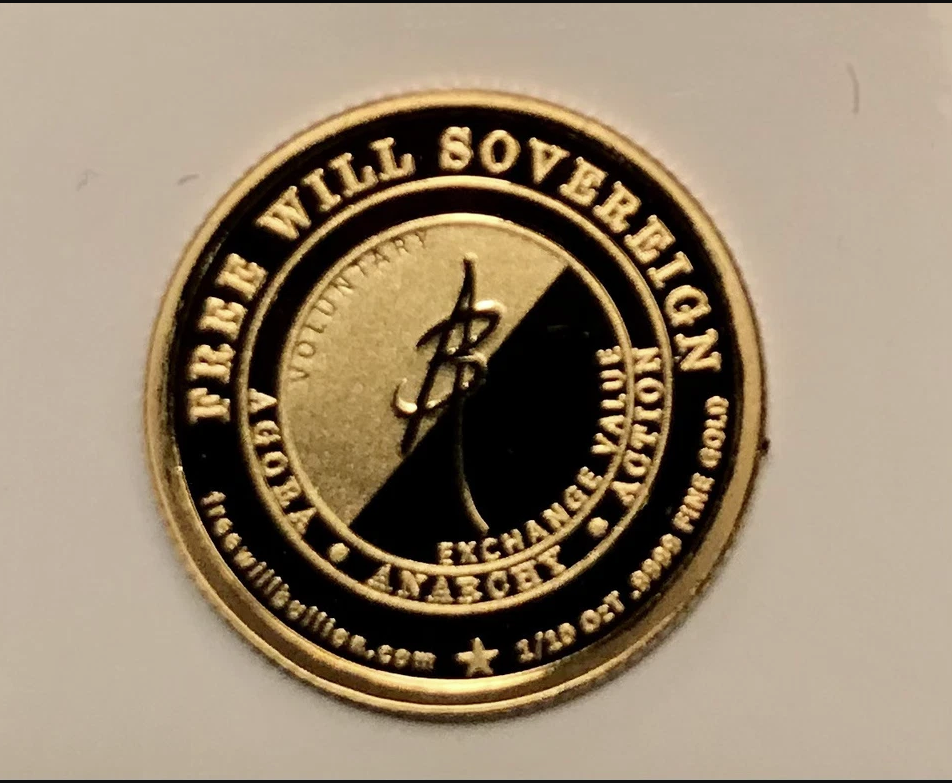 FREE WILL SOVEREIGN
VOLUNTARY
EXCHANGE VALUE
AGORA • ANARCHY • ACTION
freewillbullion.com ★ 1/10 OzT .9999 FINE GOLD